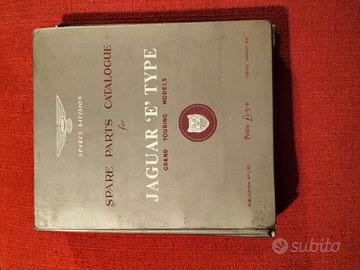 SPARES DIVISION
SPARE PARTS CATALOGUE
for
JAGUAR 'E' TYPE
GRAND TOURING MODELS
Price
subito